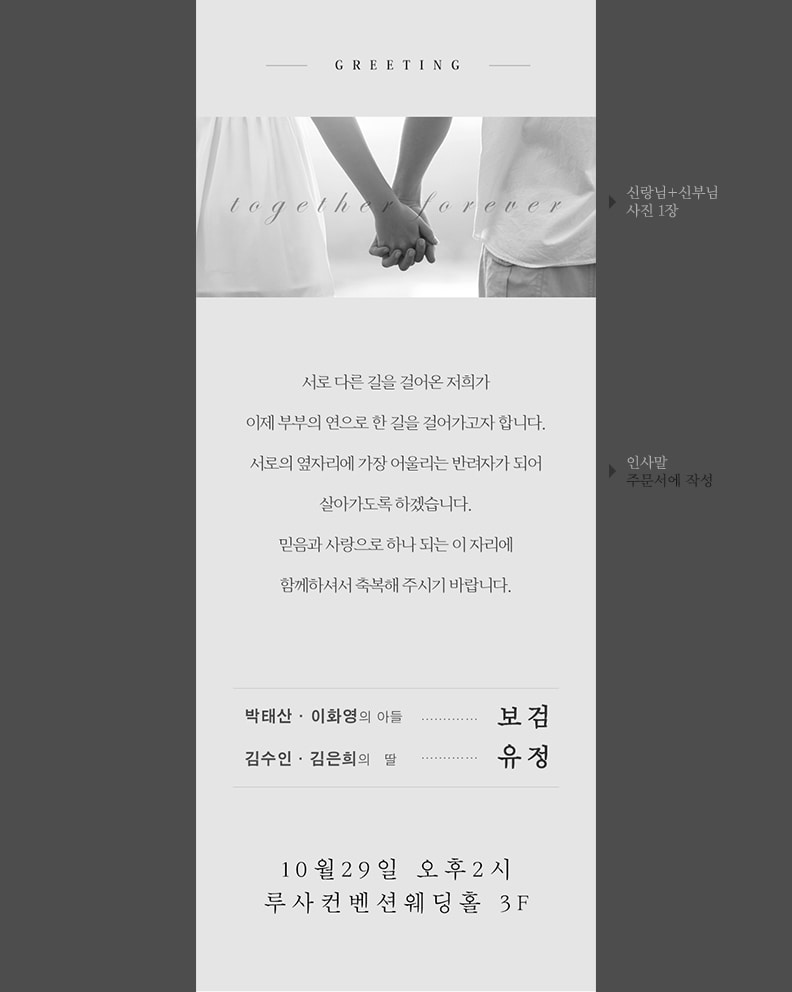 GREETING
together forever
신랑님+신부님
사진 1장
서로 다른 길을 걸어온 저희가
이제 부부의 연으로 한 길을 걸어가고자 합니다.
서로의 옆자리에 가장 어울리는 반려자가 되어
살아가도록 하겠습니다.
믿음과 사랑으로 하나 되는 이 자리에
함께하셔서 축복해 주시기 바랍니다.
인사말
주문서에 작성
박태산 · 이화영의 아들 ............. 보검
김수인 · 김은희의 딸 ............. 유정
10월29일 오후2시
루사컨벤션웨딩홀 3F